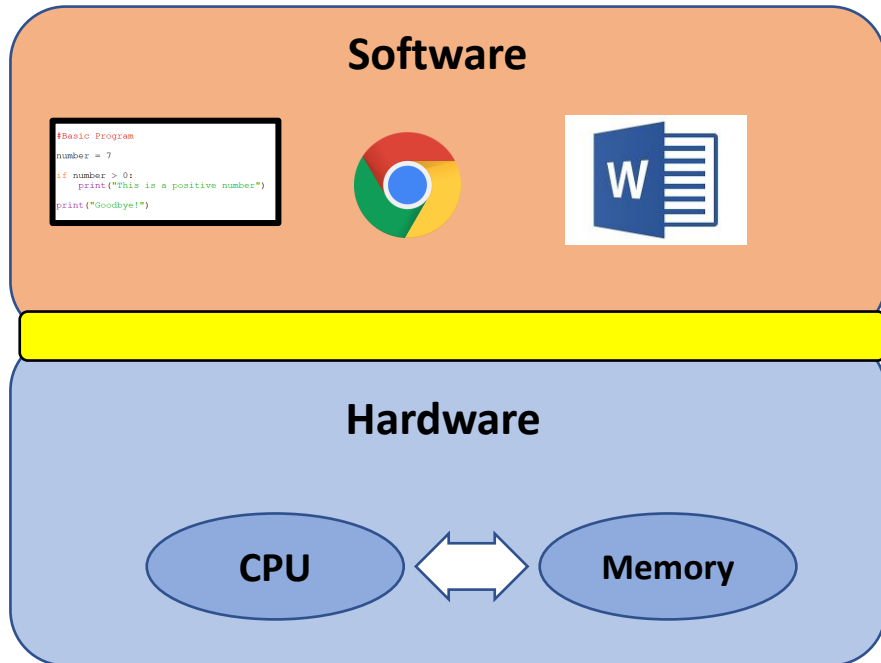 Software
#Basic Program
number = 7
if number > 0:
    print("This is a positive number")
print("Goodbye!")
W
Hardware
CPU
Memory